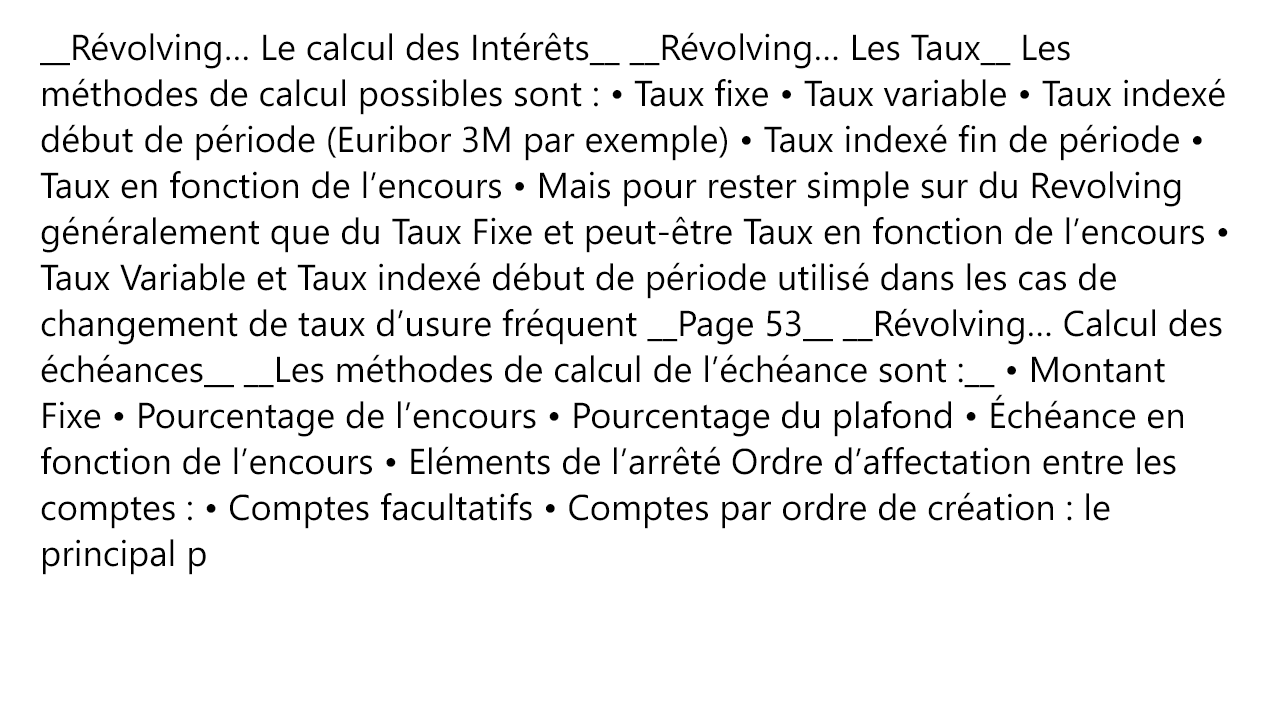 __Révolving... Le calcul des Intérêts__ __Révolving... Les Taux__ Les
méthodes de calcul possibles sont : • Taux fixe • Taux variable • Taux indexé
début de période (Euribor 3M par exemple) • Taux indexé fin de période •
Taux en fonction de l’encours • Mais pour rester simple sur du Revolving
généralement que du Taux Fixe et peut-être Taux en fonction de l’encours •
Taux Variable et Taux indexé début de période utilisé dans les cas de
changement de taux d’usure fréquent __Page 53__ __Révolving... Calcul des
échéances__ __Les méthodes de calcul de l’échéance sont :__ • Montant
Fixe • Pourcentage de l’encours • Pourcentage du plafond • Échéance en
fonction de l’encours • Eléments de l’arrêté Ordre d’affectation entre les
comptes : • Comptes facultatifs • Comptes par ordre de création : le
principal p